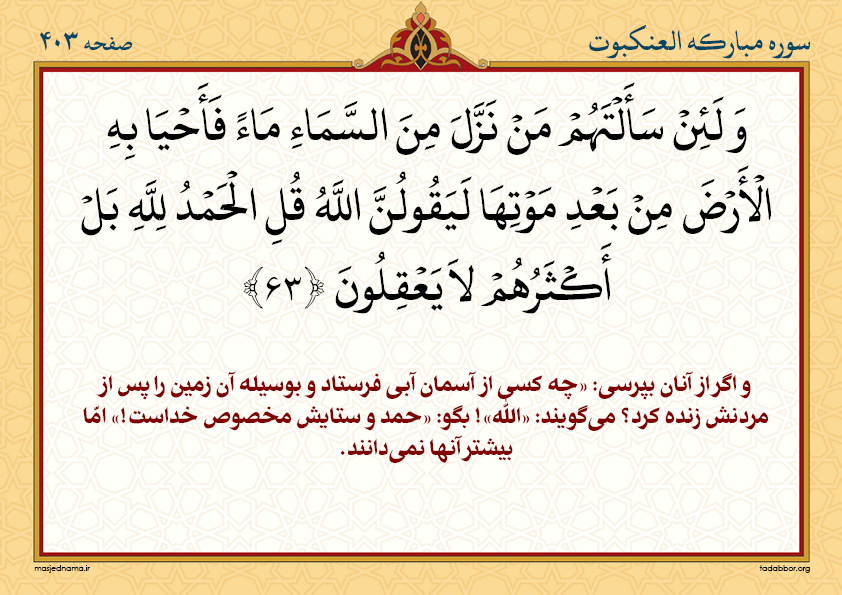 سوره مبارکه العنکبوت
صفحه ۴۰۳
وَ لَئِنْ سَأَلْتَهُمْ مَنْ نَزَّلَ مِنَ السَّمَاءِ مَاءً فَأَحْيَا بِهِ
الْأَرْضَ مِنْ بَعْدِ مَوْتِهَا لَيَقُولُنَّ اللَّهُ قُلِ الْحَمْدُ لِلَّهِ بَلْ
أَكْثَرُهُمْ لاَ يَعْقِلُونَ ﴿۶۳﴾
و اگر از آنان بپرسی: «چه کسی از آسمان آبی فرستاد و بوسیله آن زمین را پس از
مردنش زنده کرد؟ می‌گویند: «الله»! بگو: «حمد و ستایش مخصوص خداست!» امّا
بیشتر آنها نمی‌دانند.
masjednama.ir
tadabbor.org